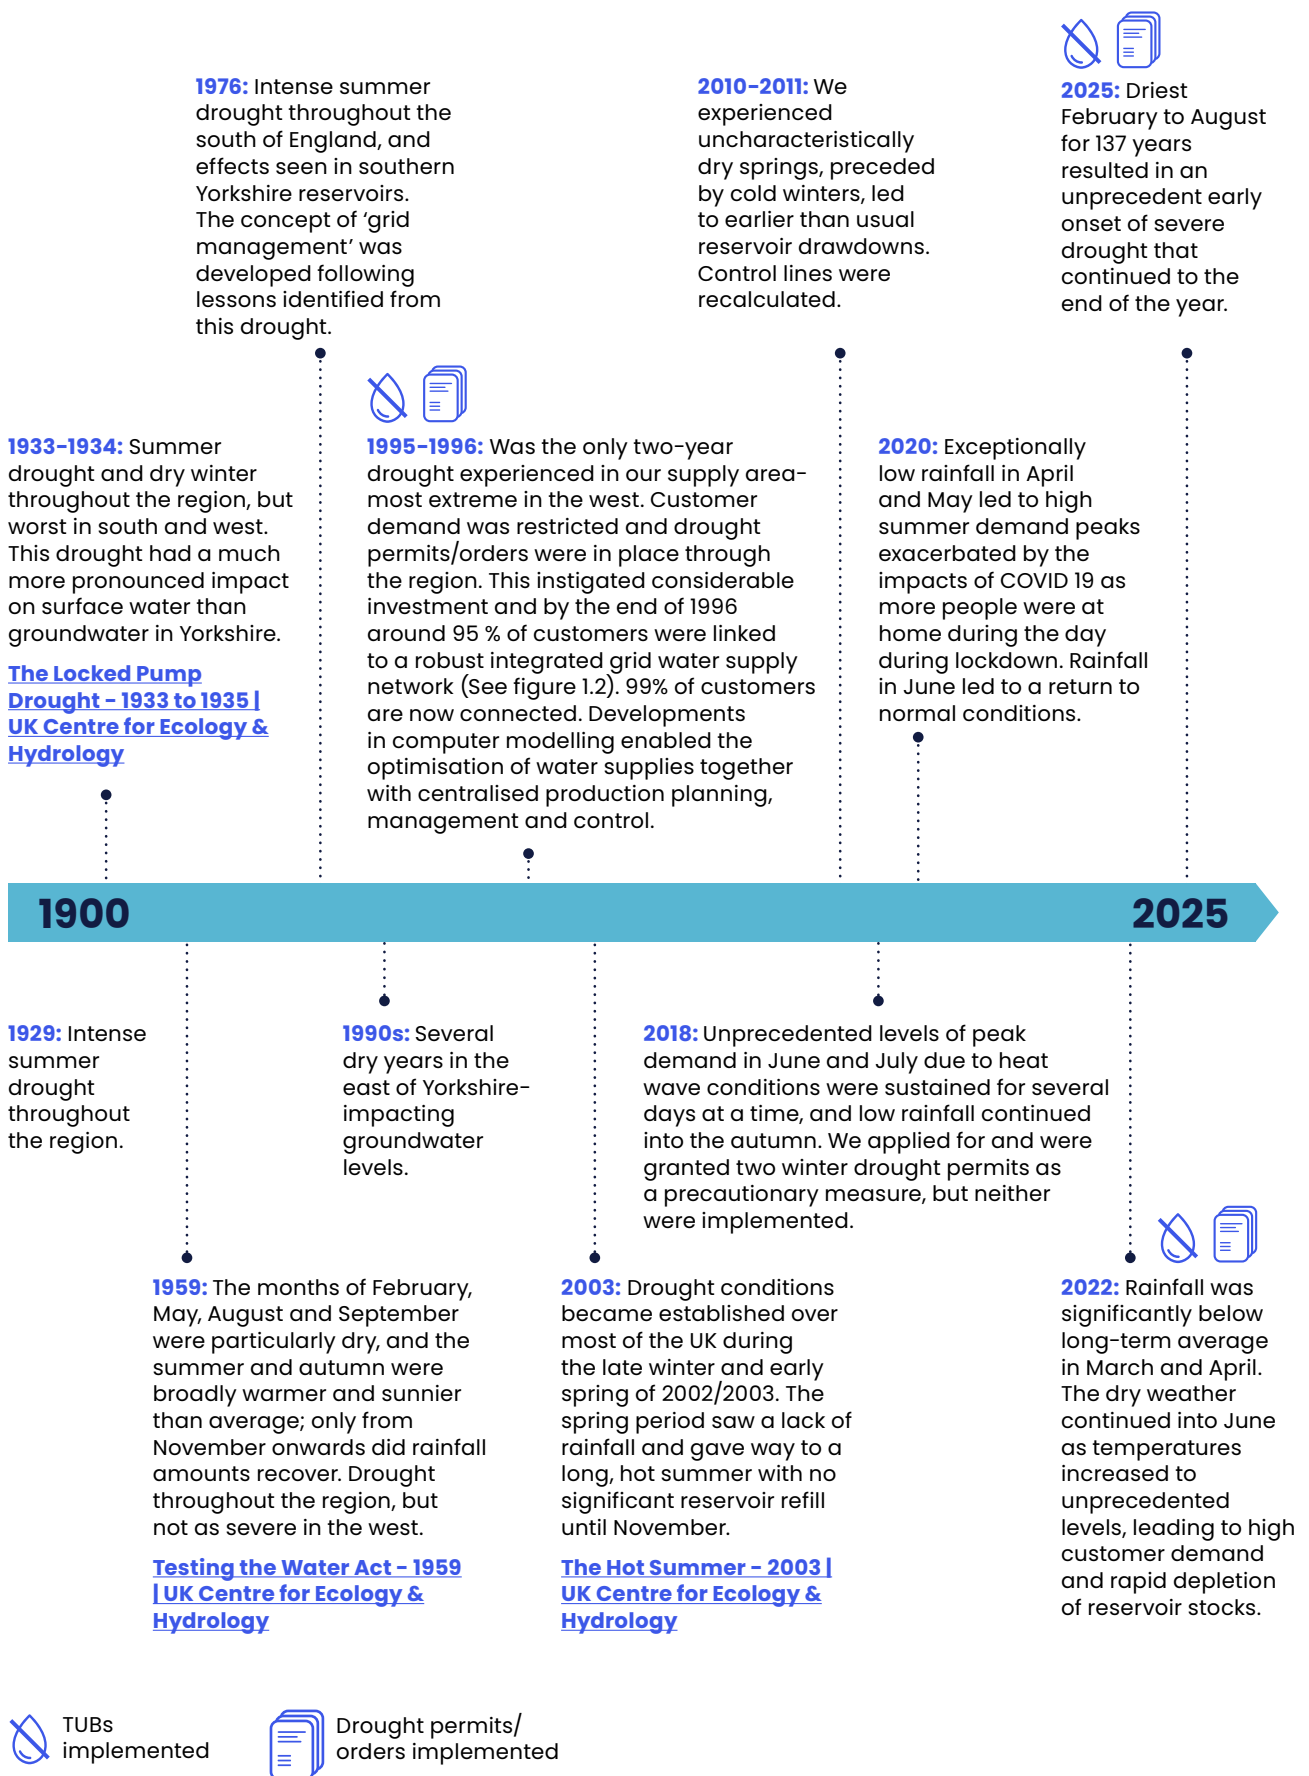 1976: Intense summer
drought throughout the
south of England, and
effects seen in southern
Yorkshire reservoirs.
The concept of ‘grid
management’ was
developed following
lessons identified from
this drought.
2010-2011: We
experienced
uncharacteristically
dry springs, preceded
by cold winters, led
to earlier than usual
reservoir drawdowns.
Control lines were
recalculated.
2025: Driest
February to August
for 137 years
resulted in an
unprecedent early
onset of severe
drought that
continued to the
end of the year.
1933-1934: Summer
drought and dry winter
throughout the region, but
worst in south and west.
This drought had a much
more pronounced impact
on surface water than
groundwater in Yorkshire.
The Locked Pump
Drought - 1933 to 1935 |
UK Centre for Ecology &
Hydrology
1995-1996: Was the only two-year
drought experienced in our supply area-
most extreme in the west. Customer
demand was restricted and drought
permits/orders were in place through
the region. This instigated considerable
investment and by the end of 1996
around 95 % of customers were linked
to a robust integrated grid water supply
network (See figure 1.2). 99% of customers
are now connected. Developments
in computer modelling enabled the
optimisation of water supplies together
with centralised production planning,
management and control.
2020: Exceptionally
low rainfall in April
and May led to high
summer demand peaks
exacerbated by the
impacts of COVID 19 as
more people were at
home during the day
during lockdown. Rainfall
in June led to a return to
normal conditions.
1900
2025
1929: Intense
summer
drought
throughout
the region.
1990s: Several
dry years in the
east of Yorkshire-
impacting
groundwater
levels.
2018: Unprecedented levels of peak
demand in June and July due to heat
wave conditions were sustained for several
days at a time, and low rainfall continued
into the autumn. We applied for and were
granted two winter drought permits as
a precautionary measure, but neither
were implemented.
1959: The months of February,
May, August and September
were particularly dry, and the
summer and autumn were
broadly warmer and sunnier
than average; only from
November onwards did rainfall
amounts recover. Drought
throughout the region, but
not as severe in the west.
Testing the Water Act - 1959
| UK Centre for Ecology &
Hydrology
2003: Drought conditions
became established over
most of the UK during
the late winter and early
spring of 2002/2003. The
spring period saw a lack of
rainfall and gave way to a
long, hot summer with no
significant reservoir refill
until November.
The Hot Summer - 2003 |
UK Centre for Ecology &
Hydrology
2022: Rainfall was
significantly below
long-term average
in March and April.
The dry weather
continued into June
as temperatures
increased to
unprecedented
levels, leading to high
customer demand
and rapid depletion
of reservoir stocks.
TUBs
implemented
Drought permits/
orders implemented